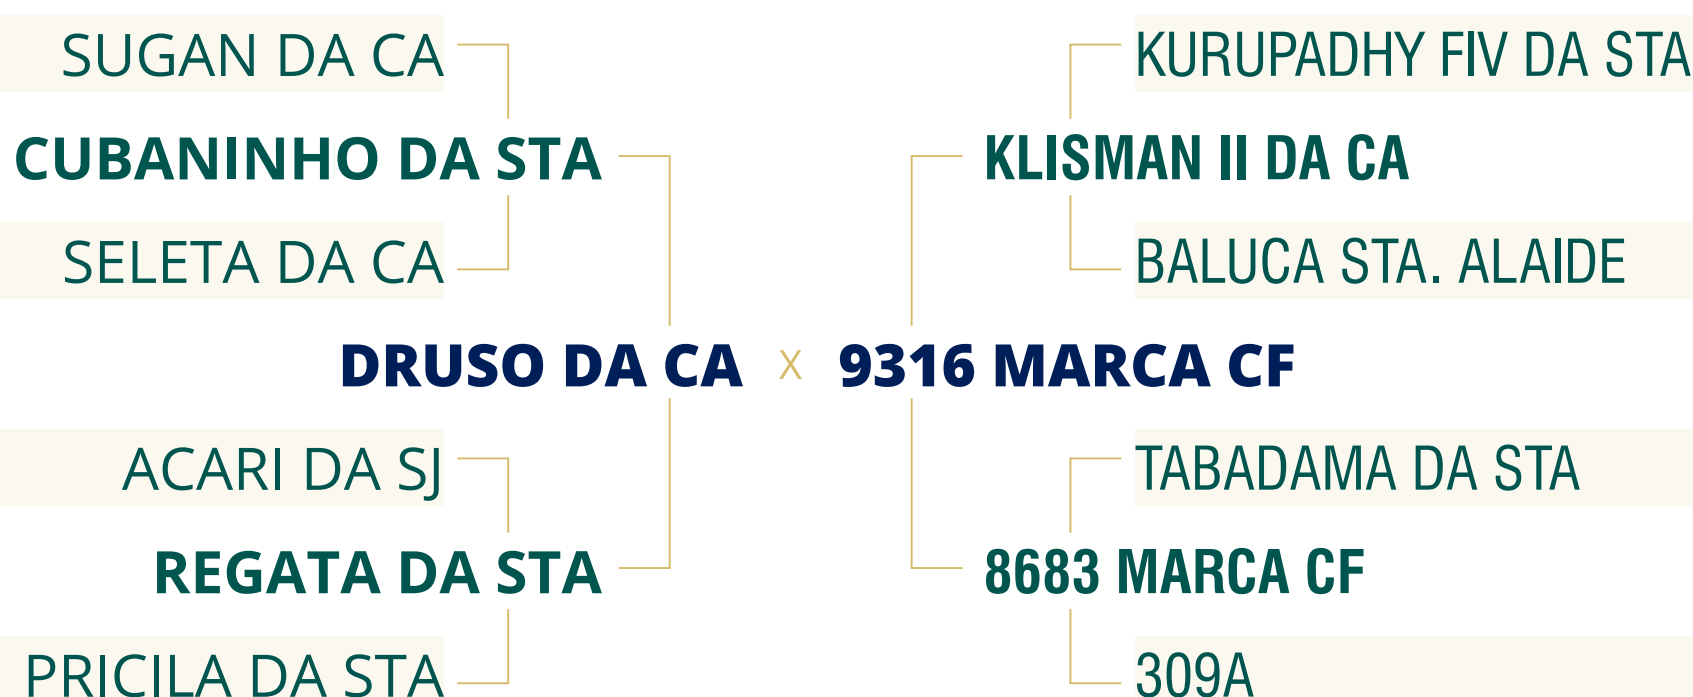 SUGAN DA CA
KURUPADHY FIV DA STA
CUBANINHO DA STA
KLISMAN II DA CA
SELETA DA CA
BALUCA STA. ALAIDE
DRUSO DA CA X 9316 MARCA CF
ACARI DA SJ
TABADAMA DA STA
REGATA DA STA
8683 MARCA CF
PRICILA DA STA
309A